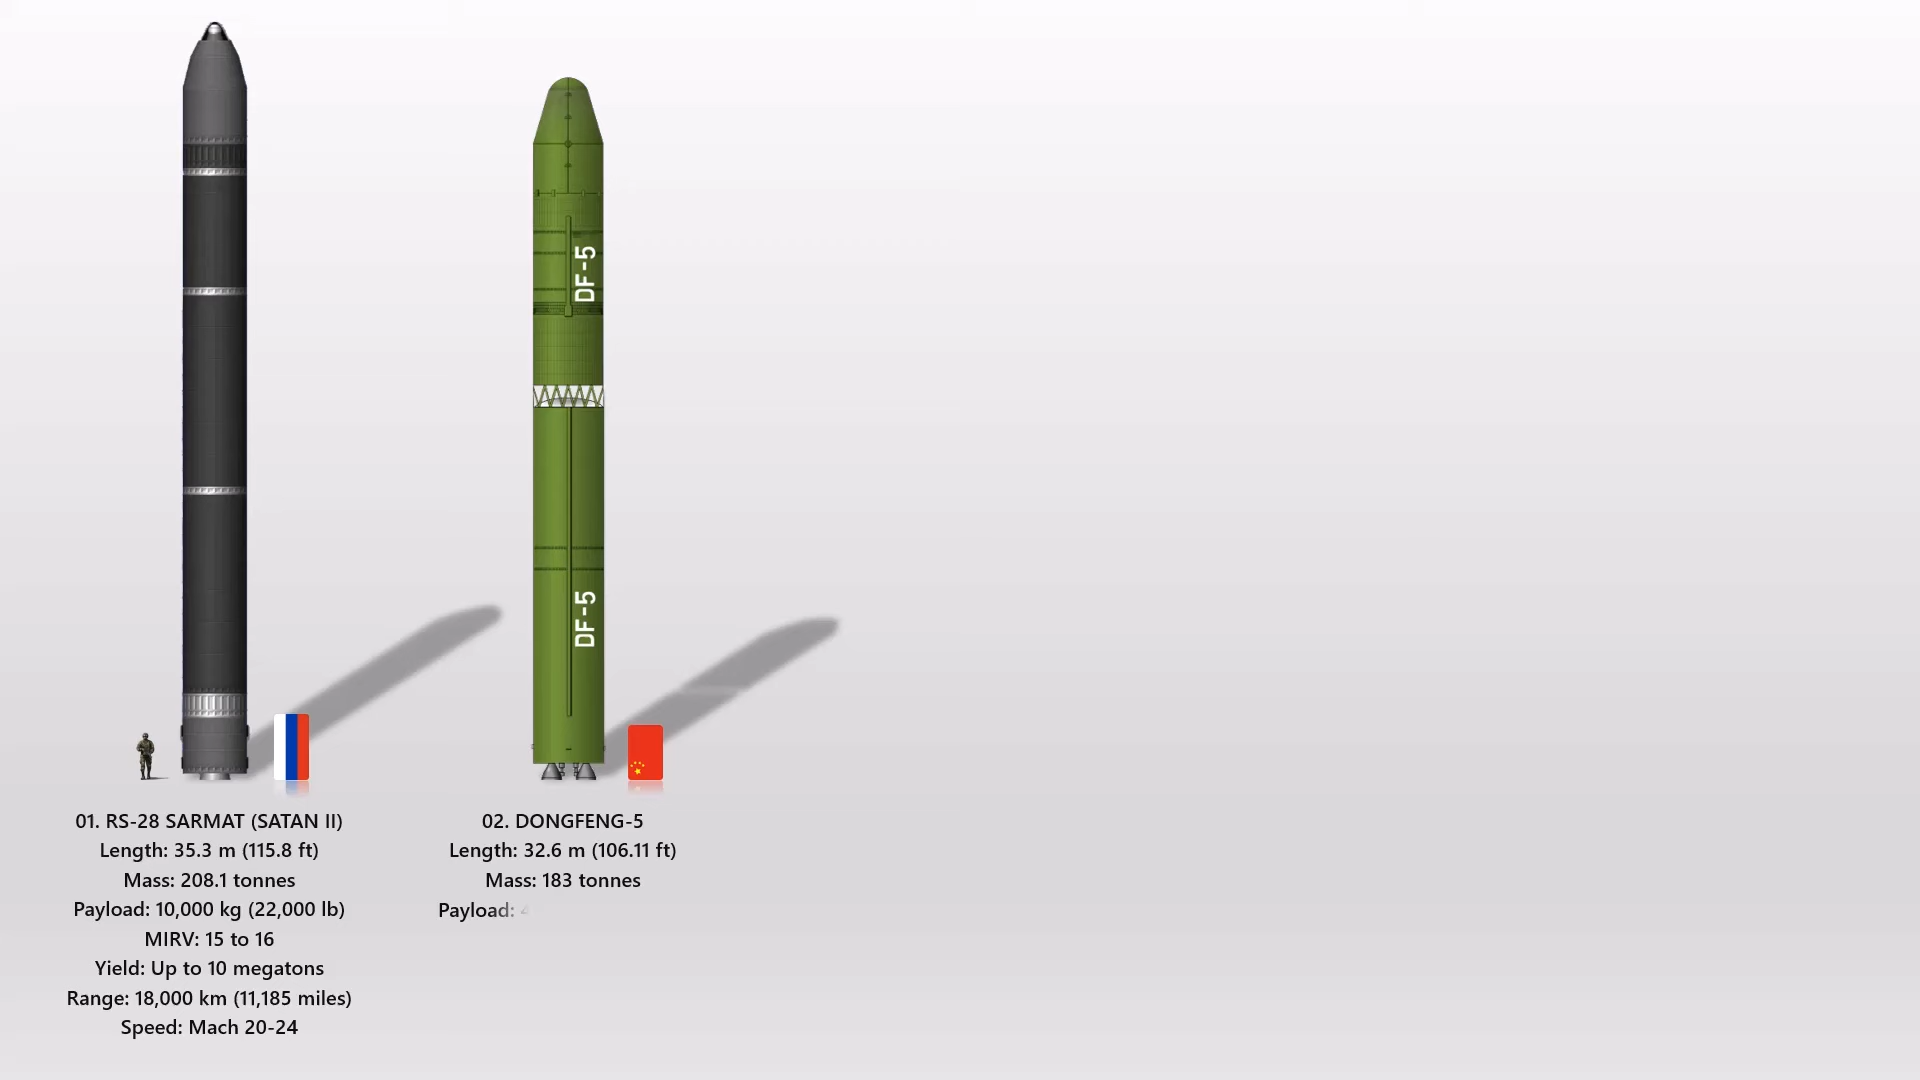 DF-5
DF-5
01. RS-28 SARMAT (SATAN II)
Length: 35.3 m (115.8 ft)
Mass: 208.1 tonnes
Payload: 10,000 kg (22,000 lb)
MIRV: 15 to 16
Yield: Up to 10 megatons
Range: 18,000 km (11,185 miles)
Speed: Mach 20-24
02. DONGFENG-5
Length: 32.6 m (106.11 ft)
Mass: 183 tonnes
Payload: